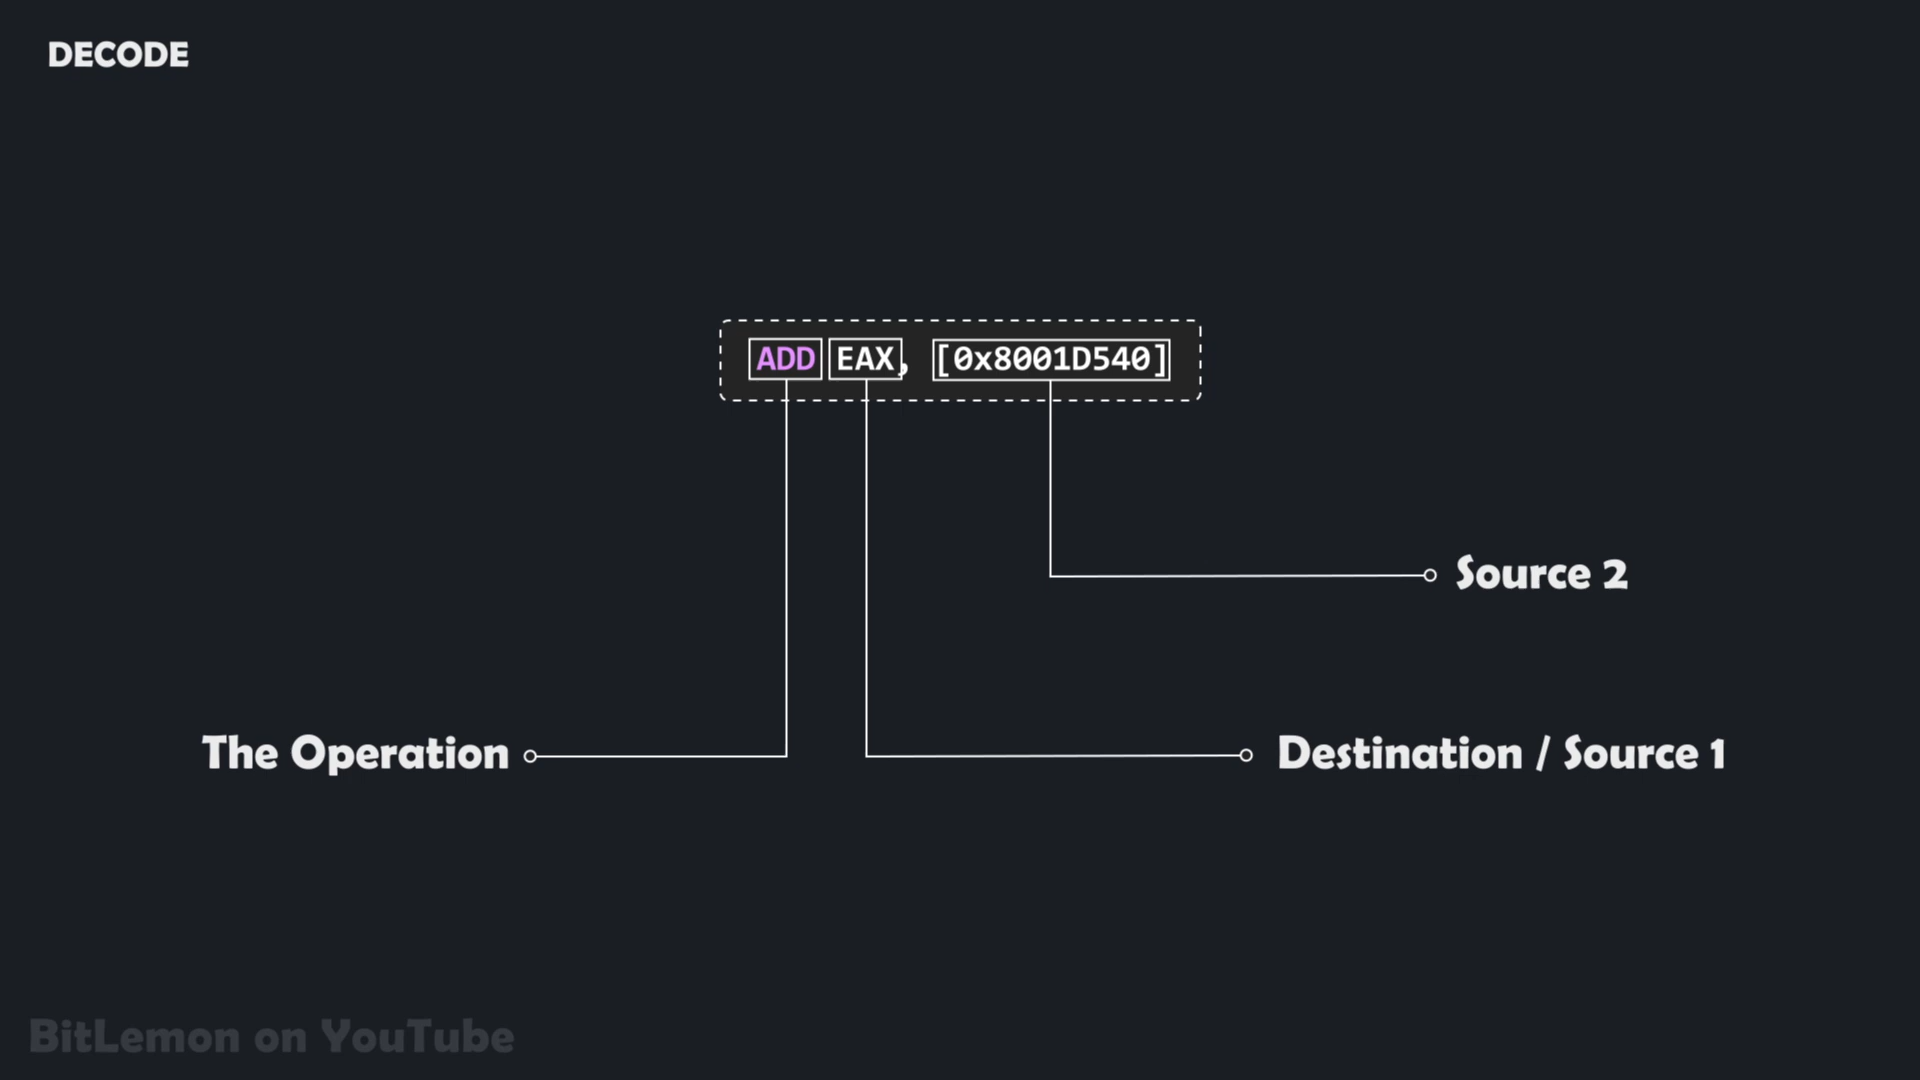 DECODE
ADD EAX, [0x8001D540]
Source 2
The Operation
Destination / Source 1
BitLemon on YouTube